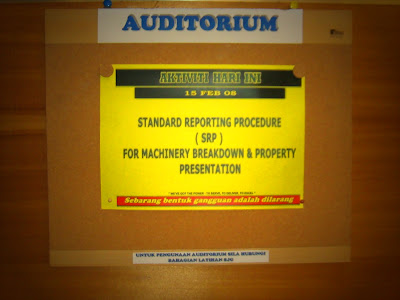 AUDITORIUM
AKTIVITI HARI INI
15 FEB 08
STANDARD REPORTING PROCEDURE
( SRP )
FOR MACHINERY BREAKDOWN & PROPERTY
PRESENTATION
Sebarang bentuk gangguan adalah dilarang
UNTUK PENGGUNAAN AUDITORIUM SILA HUBUNGI
BAHAGIAN LATIHAN